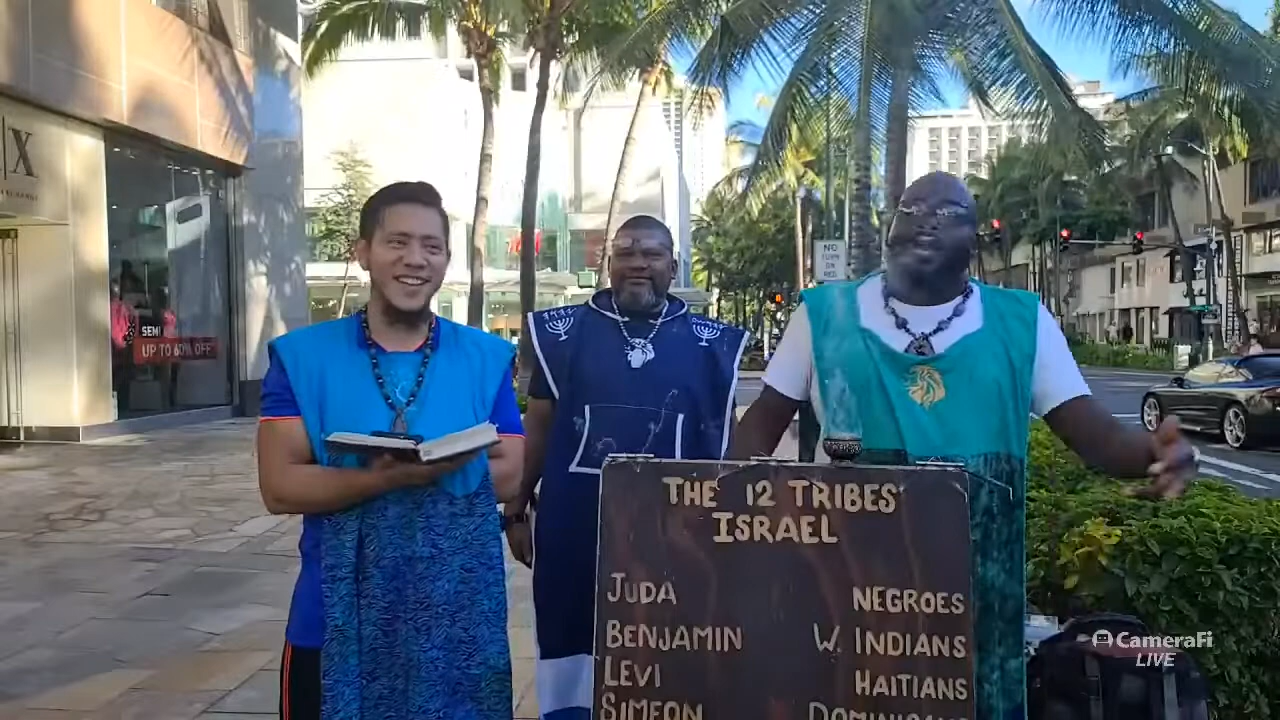 X
SEMI
UP TO 60% OFF
NO
TURN
ON
RED
THE 12 TRIBES
ISRAEL
JUDA NEGROES
BENJAMIN W. INDIANS
LEVI HAITIANS
SIMEON DOMINICANS
CameraFi
LIVE